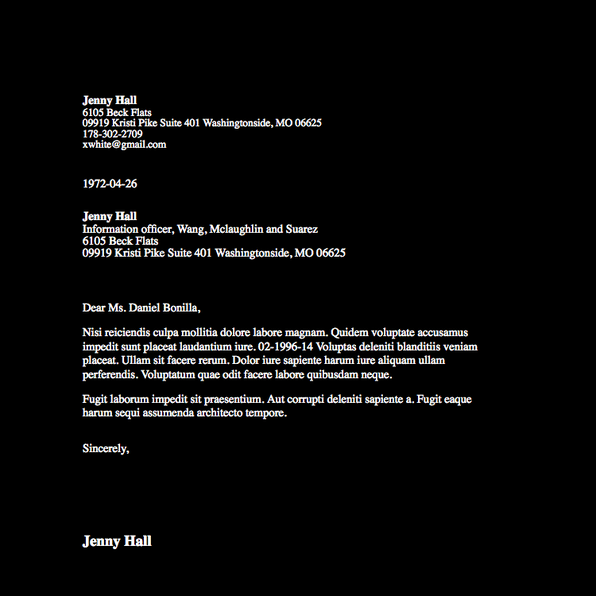 Jenny Hall
6105 Beck Flats
09919 Kristi Pike Suite 401 Washingtonside, MO 06625
178-302-2709
xwhite@gmail.com
1972-04-26
Jenny Hall
Information officer, Wang, Mclaughlin and Suarez
6105 Beck Flats
09919 Kristi Pike Suite 401 Washingtonside, MO 06625
Dear Ms. Daniel Bonilla,
Nisi reiciendis culpa mollitia dolore labore magnam. Quidem voluptate accusamus
impedit sunt placeat laudantium iure. 02-1996-14 Voluptas deleniti blanditiis veniam
placeat. Ullam sit facere rerum. Dolor iure sapiente harum iure aliquam ullam
perferendis. Voluptatum quae odit facere labore quibusdam neque.
Fugit laborum impedit sit praesentium. Aut corrupti deleniti sapiente a. Fugit eaque
harum sequi assumenda architecto tempore.
Sincerely,
Jenny Hall